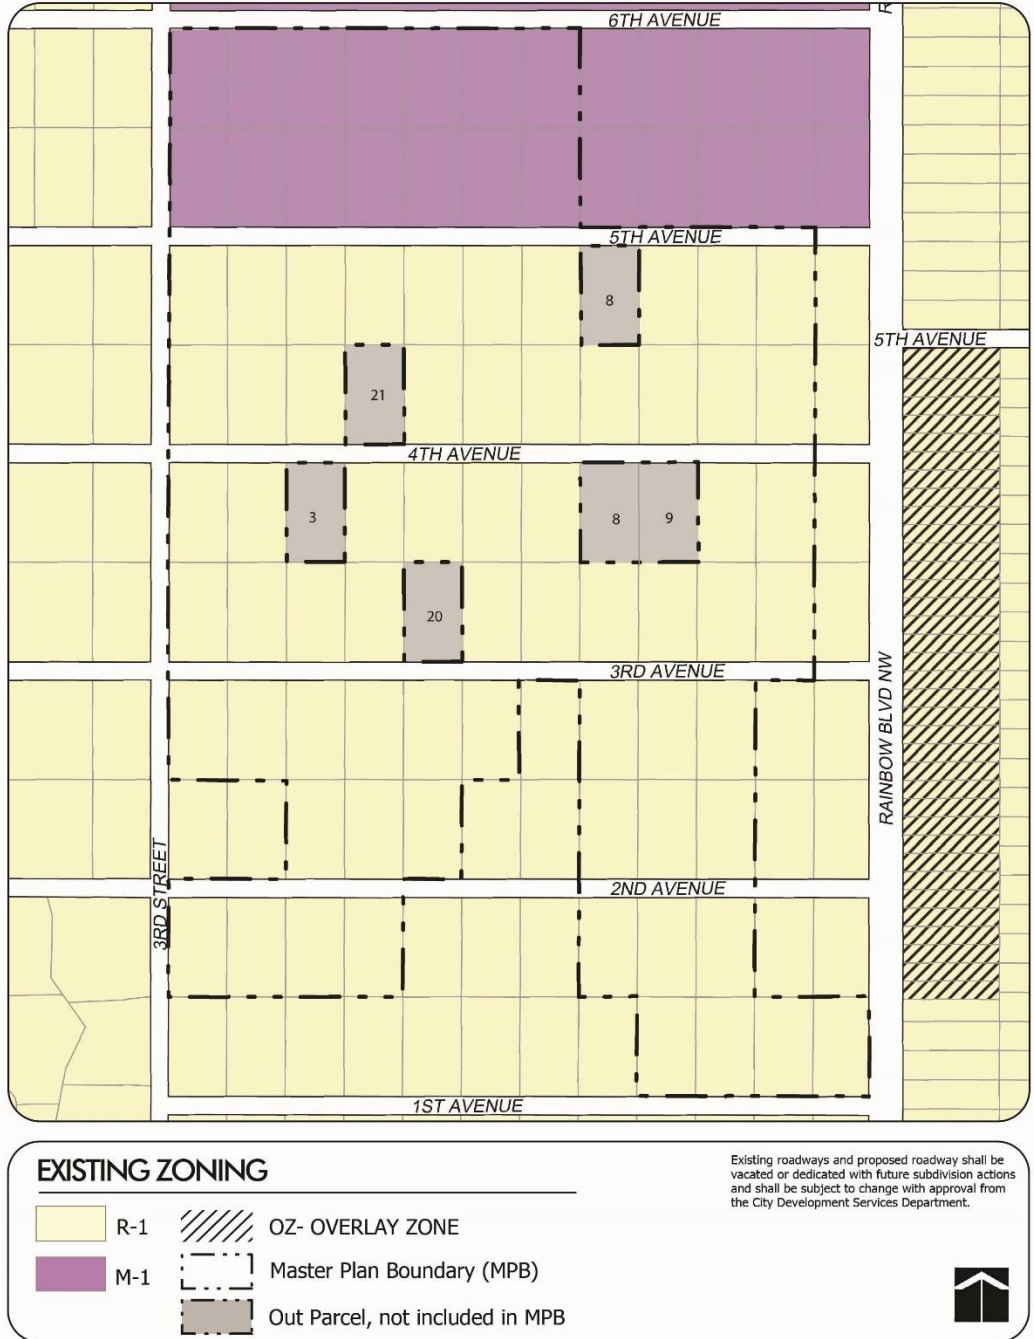 6TH AVENUE
5TH AVENUE
8
5TH AVENUE
21
4TH AVENUE
3
8
9
20
3RD AVENUE
RAINBOW BLVD NW
3RD STREET
2ND AVENUE
1ST AVENUE
EXISTING ZONING
R-1
M-1
OZ- OVERLAY ZONE
Master Plan Boundary (MPB)
Out Parcel, not included in MPB
Existing roadways and proposed roadway shall be
vacated or dedicated with future subdivision actions
and shall be subject to change with approval from
the City Development Services Department.